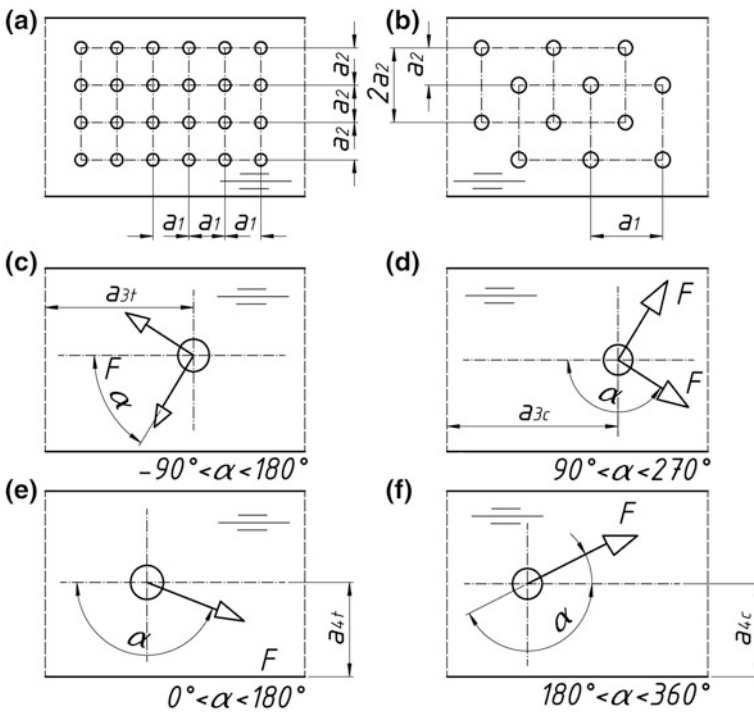 (a)
a2
a2
a2
a1 a1 a1
(b)
2a2
a2
a1
(c)
a3t
F
α
−90°<α<180°
(d)
F
F
α
a3c
90°<α<270°
(e)
α
F
a4t
0°<α<180°
(f)
F
α
a4c
180°<α<360°